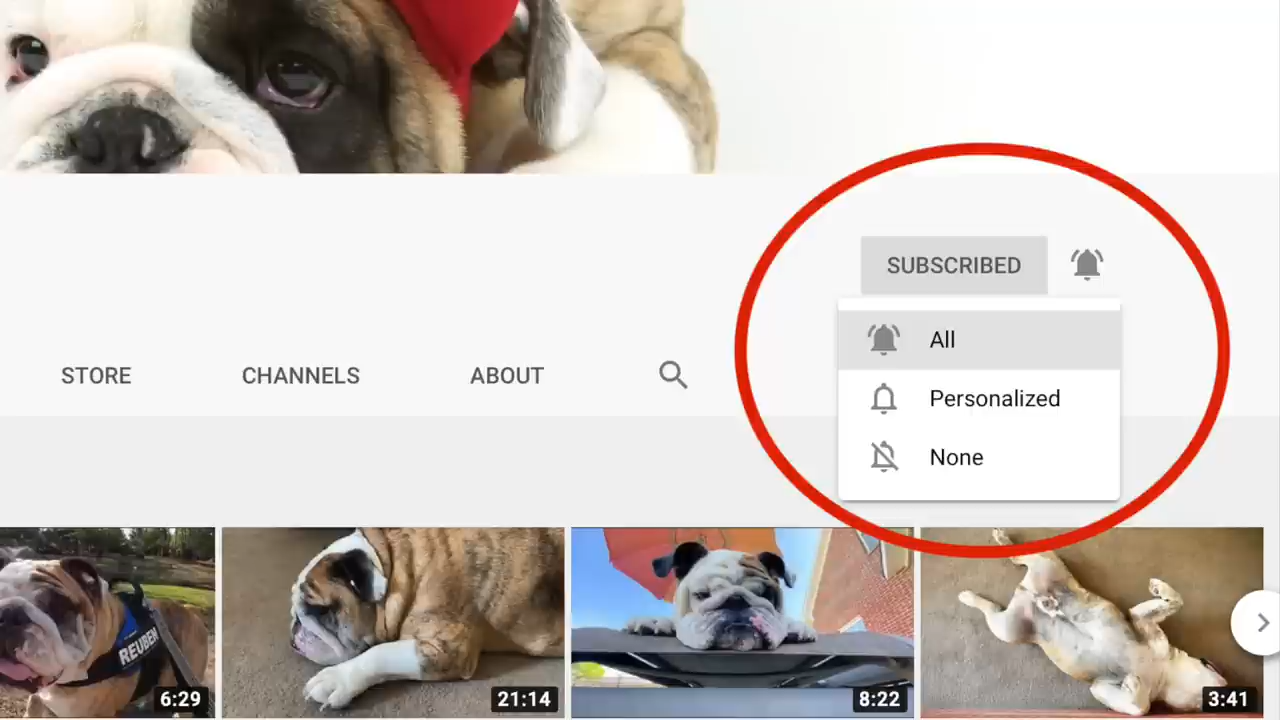 SUBSCRIBED
All
STORE CHANNELS ABOUT
Personalized
None
REUBEN
6:29 21:14 8:22 3:41